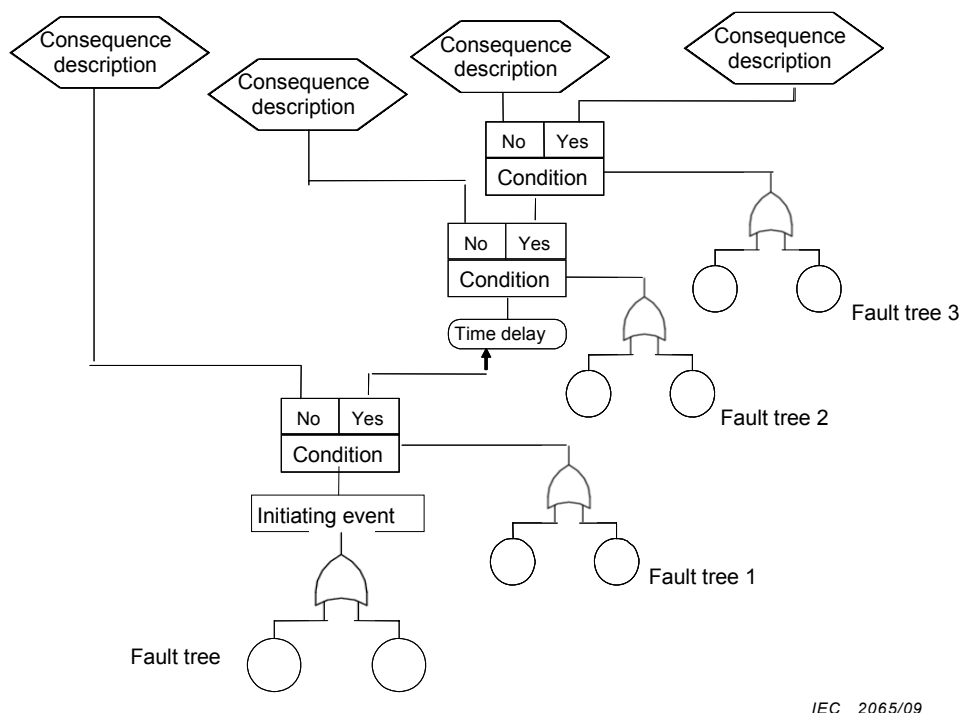 Consequence
description
Consequence
description
Consequence
description
Consequence
description
No Yes
Condition
No Yes
Condition
Fault tree 3
Time delay
Fault tree 2
No Yes
Condition
Initiating event
Fault tree 1
Fault tree
IEC 2065/09